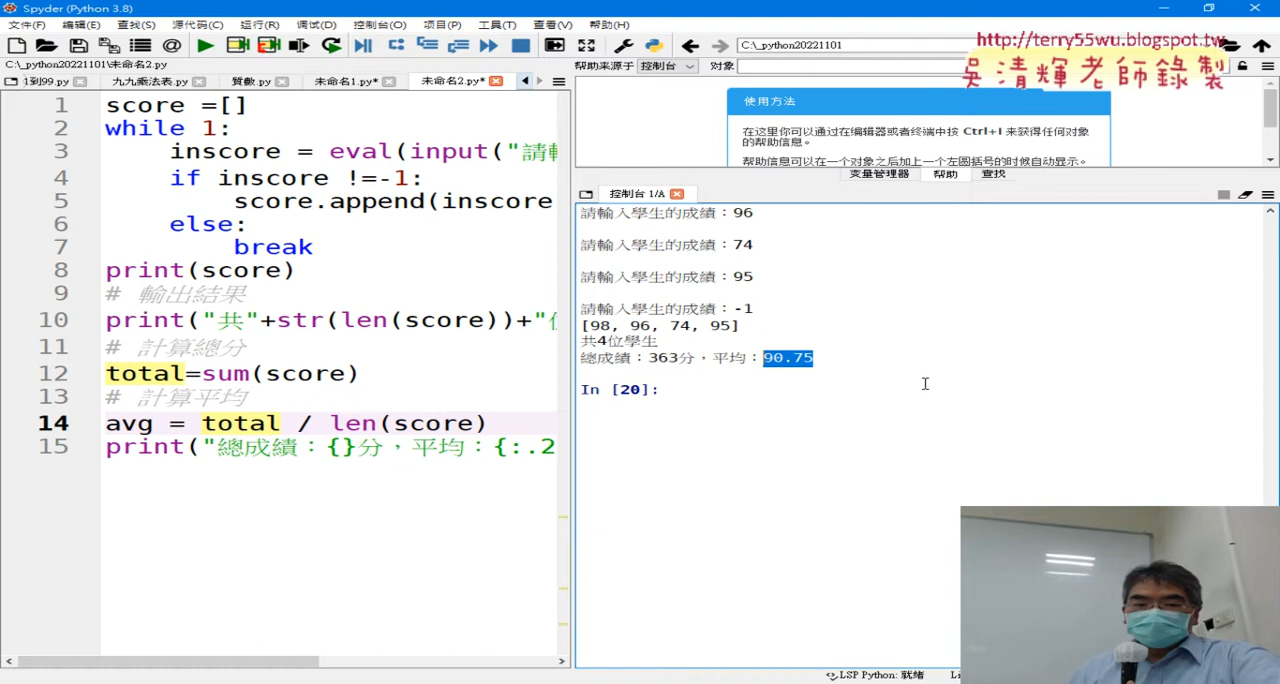 Spyder (Python 3.8)
文件(F) 编辑(E) 查找(S) 源代码(C) 运行(R) 调试(D) 控制台(O) 项目(P) 工具(T) 查看(V) 帮助(H)
C:\_python20221101
http://terry55wu.blogspot.tw
吳清輝老師錄製
C:\_python20221101\未命名2.py
帮助来源于 控制台 对象
1到99.py 九九乘法表.py 質數.py 未命名1.py* 未命名2.py*
使用方法
在这里你可以通过在编辑器或者终端中按 Ctrl+I 来获得任何对象
的帮助信息。
帮助信息可以在一个对象之后加上一个左圆括号的时候自动显示。
变量管理器 帮助 查找
控制台 1/A
1 score =[]
2 while 1:
3 inscore = eval(input("請輸
4 if inscore !=-1:
5 score.append(inscore
6 else:
7 break
8 print(score)
9 # 輸出結果
10 print("共"+str(len(score))+"位
11 # 計算總分
12 total=sum(score)
13 # 計算平均
14 avg = total / len(score)
15 print("總成績：{}分，平均：{:.2
請輸入學生的成績：96
請輸入學生的成績：74
請輸入學生的成績：95
請輸入學生的成績：-1
[98, 96, 74, 95]
共4位學生
總成績：363分，平均：90.75
In [20]:
LSP Python: 就绪